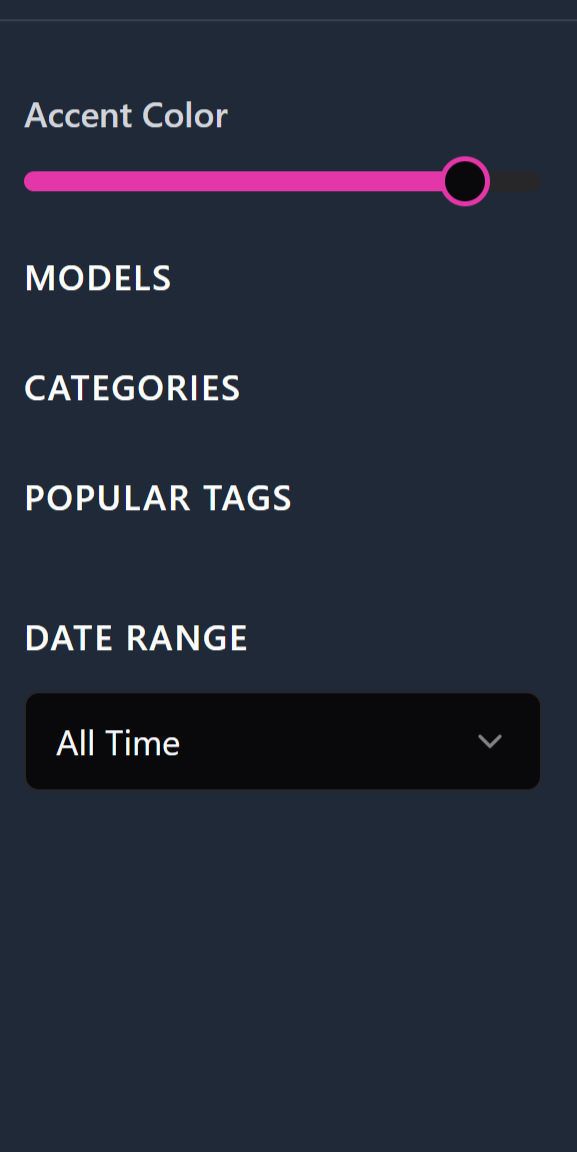 Accent Color
MODELS
CATEGORIES
POPULAR TAGS
DATE RANGE
All Time